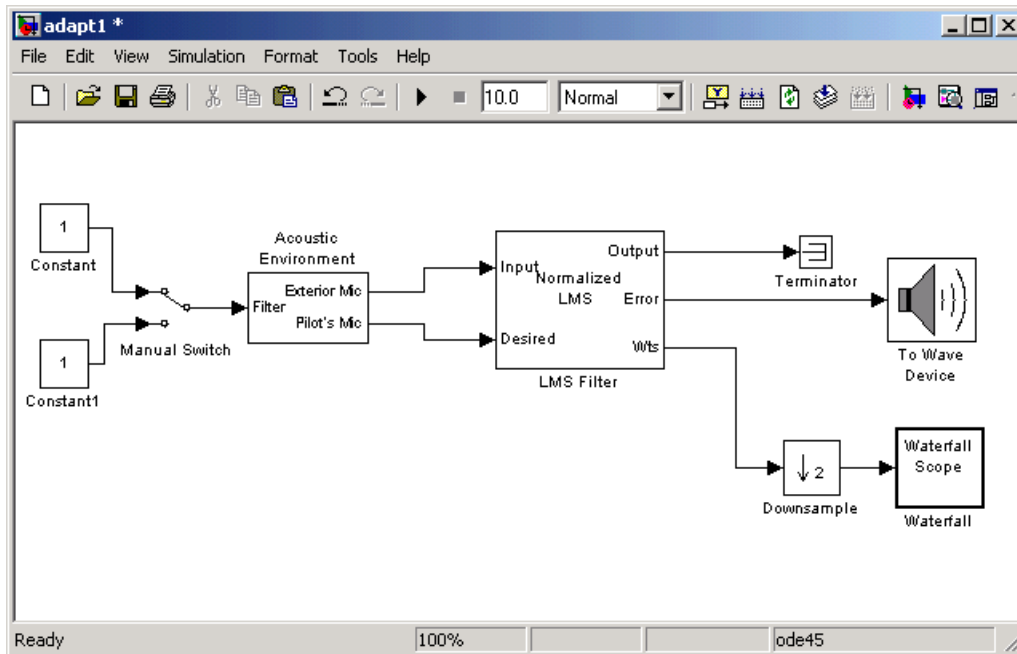 adapt1 *
File Edit View Simulation Format Tools Help
10.0 Normal
1
Constant
1
Constant1
Manual Switch
Acoustic
Environment
Filter
Exterior Mic
Pilot's Mic
Input
Desired
Normalized
LMS
Output
Error
Wts
LMS Filter
Terminator
To Wave
Device
2
Downsample
Waterfall
Scope
Waterfall
Ready 100% ode45